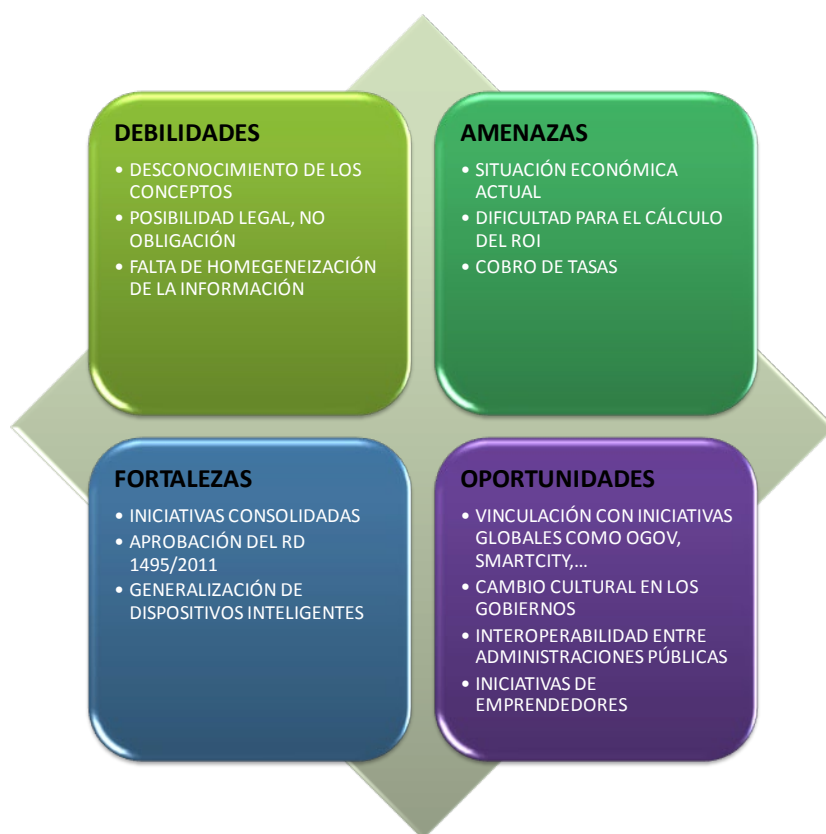 DEBILIDADES
• DESCONOCIMIENTO DE LOS
CONCEPTOS
• POSIBILIDAD LEGAL, NO
OBLIGACIÓN
• FALTA DE HOMEGENEIZACIÓN
DE LA INFORMACIÓN
AMENAZAS
• SITUACIÓN ECONÓMICA
ACTUAL
• DIFICULTAD PARA EL CÁLCULO
DEL ROI
• COBRO DE TASAS
FORTALEZAS
• INICIATIVAS CONSOLIDADAS
• APROBACIÓN DEL RD
1495/2011
• GENERALIZACIÓN DE
DISPOSITIVOS INTELIGENTES
OPORTUNIDADES
• VINCULACIÓN CON INICIATIVAS
GLOBALES COMO OGOV,
SMARTCITY,...
• CAMBIO CULTURAL EN LOS
GOBIERNOS
• INTEROPERABILIDAD ENTRE
ADMINISTRACIONES PÚBLICAS
• INICIATIVAS DE
EMPRENDEDORES